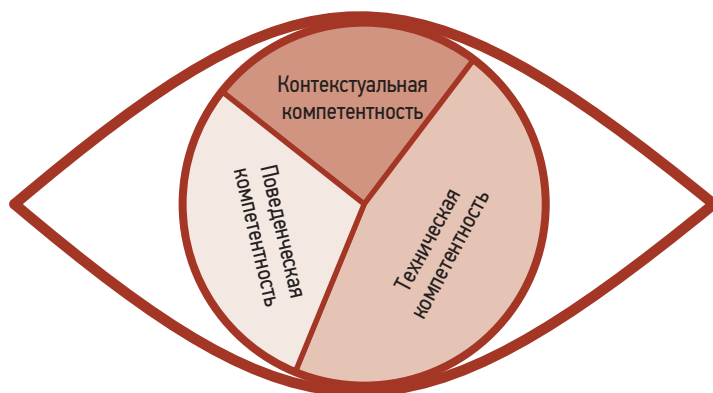 Контекстуальная
компетентность
Поведенческая
компетентность
Техническая
компетентность